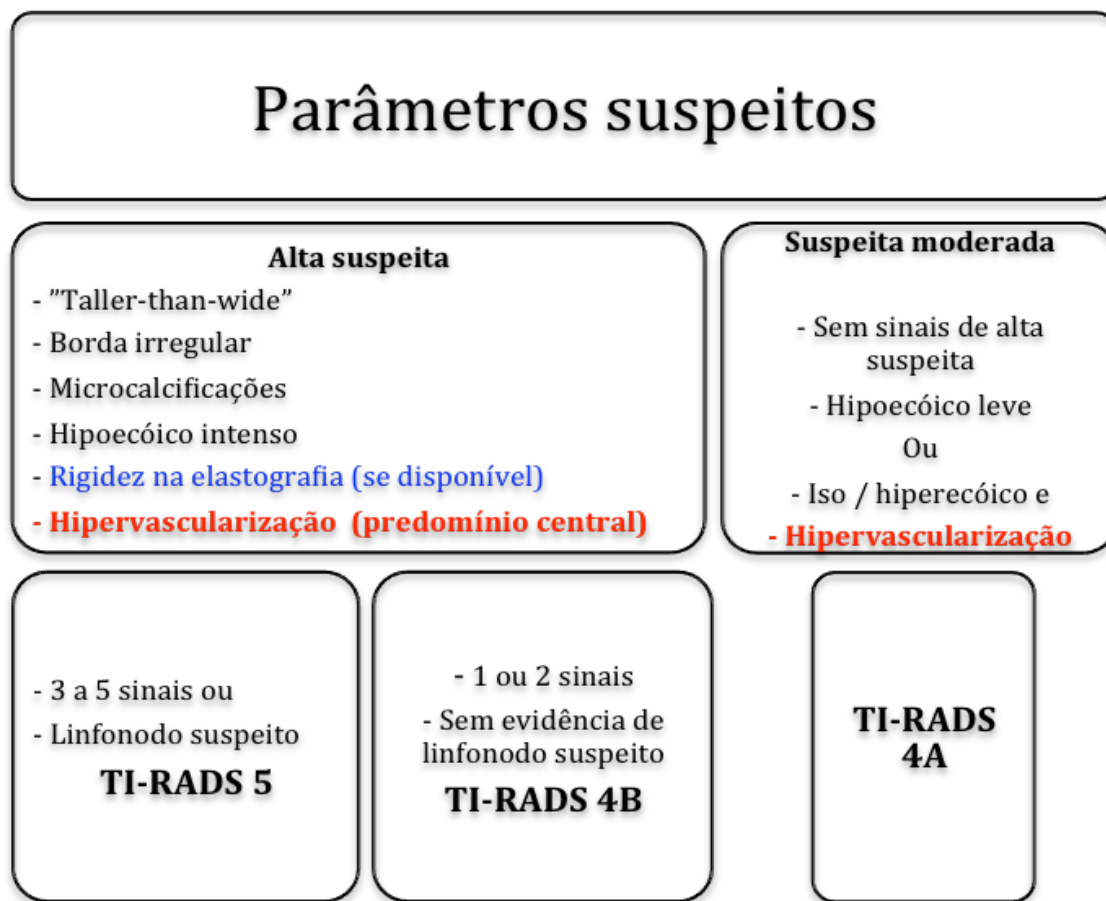 Parâmetros suspeitos
Alta suspeita
- ”Taller-than-wide”
- Borda irregular
- Microcalcificações
- Hipoecóico intenso
- Rigidez na elastografia (se disponível)
- Hipervascularização (predomínio central)
Suspeita moderada
- Sem sinais de alta
suspeita
- Hipoecóico leve
Ou
- Iso / hiperecóico e
- Hipervascularização
- 3 a 5 sinais ou
- Linfonodo suspeito
TI-RADS 5
- 1 ou 2 sinais
- Sem evidência de
linfonodo suspeito
TI-RADS 4B
TI-RADS
4A